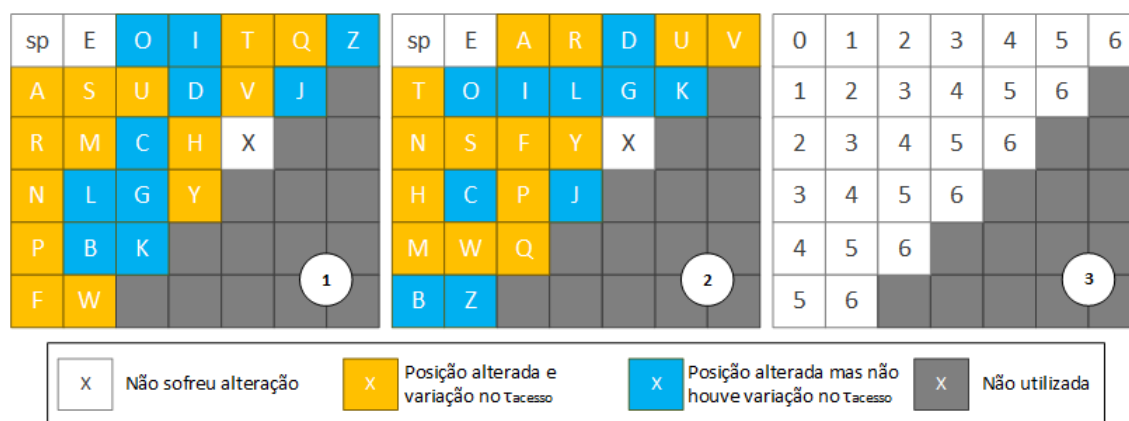 sp E O I T Q Z
A S U D V J
R M C H X
N L G Y
P B K
F W
1
sp E A R D U V
T O I L G K
N S F Y X
H C P J
M W Q
B Z
2
0 1 2 3 4 5 6
1 2 3 4 5 6
2 3 4 5 6
3 4 5 6
4 5 6
5 6
3
X Não sofreu alteração
X Posição alterada e
variação no τacesso
X Posição alterada mas não
houve variação no τacesso
X Não utilizada